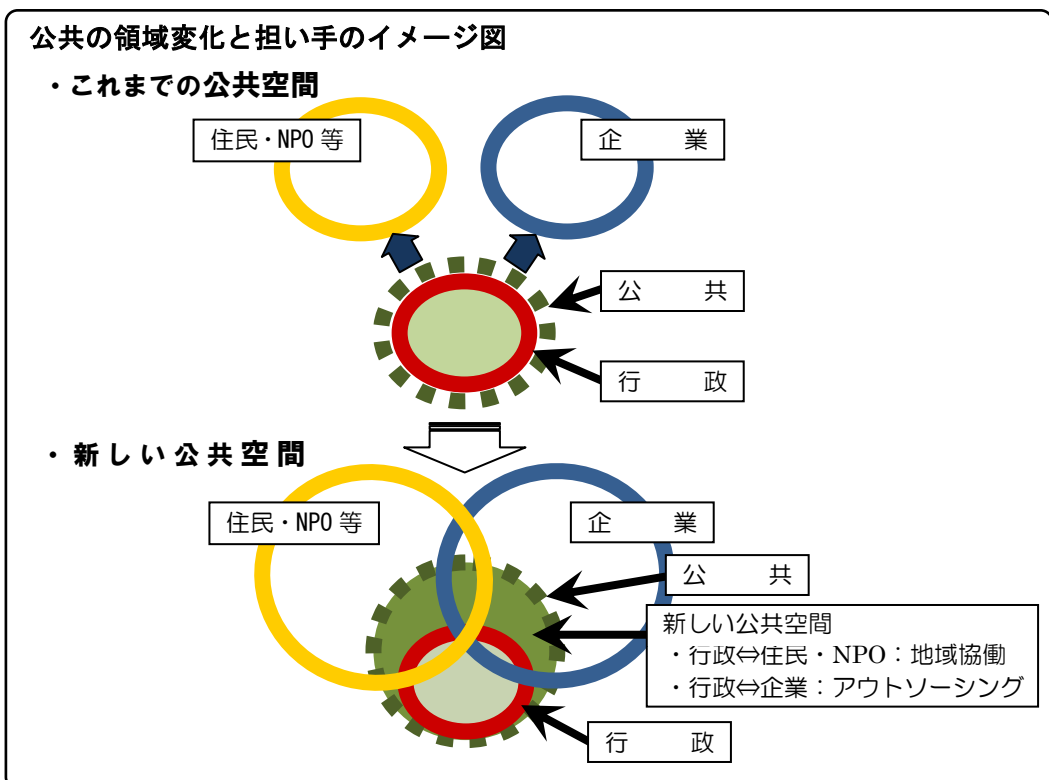 公共の領域変化と担い手のイメージ図
・これまでの公共空間
住民・NPO 等
企　業
公　共
行　政
・新しい公共空間
住民・NPO 等
企　業
公　共
新しい公共空間
・行政⇔住民・NPO：地域協働
・行政⇔企業：アウトソーシング
行　政